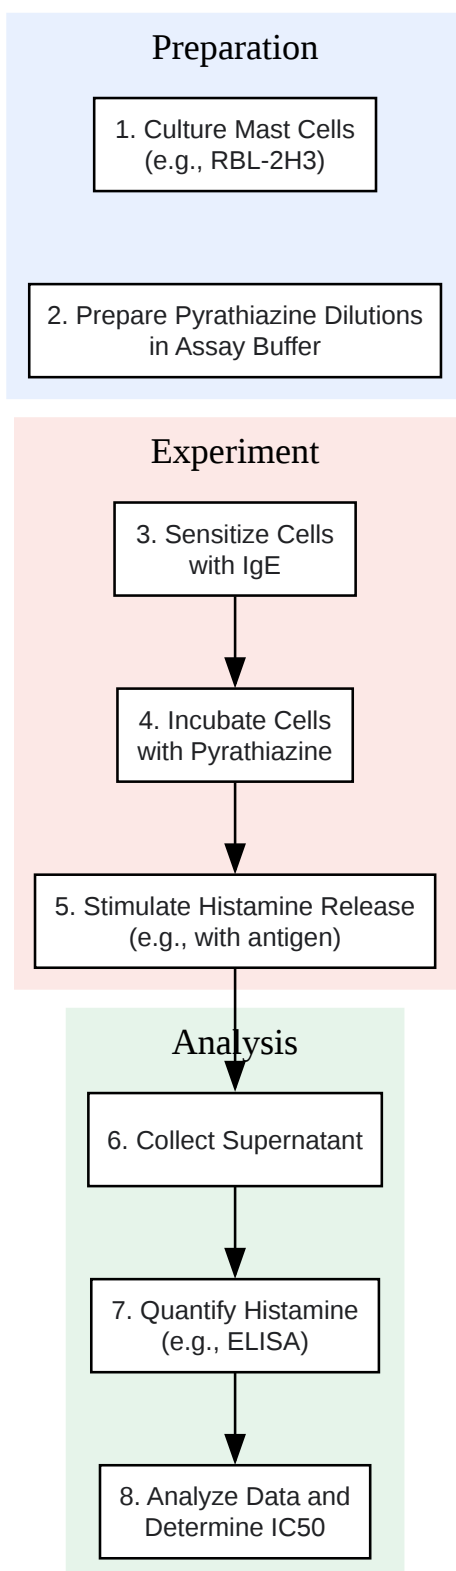 Preparation
1. Culture Mast Cells
(e.g., RBL-2H3)
2. Prepare Pyrathiazine Dilutions
in Assay Buffer
Experiment
3. Sensitize Cells
with IgE
4. Incubate Cells
with Pyrathiazine
5. Stimulate Histamine Release
(e.g., with antigen)
Analysis
6. Collect Supernatant
7. Quantify Histamine
(e.g., ELISA)
8. Analyze Data and
Determine IC50